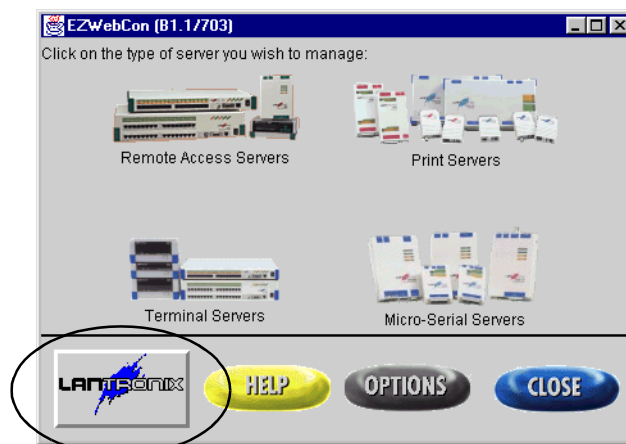 EZWebCon (B1.1/703)
Click on the type of server you wish to manage:
Remote Access Servers
Print Servers
Terminal Servers
Micro-Serial Servers
LANTRONIX
HELP
OPTIONS
CLOSE